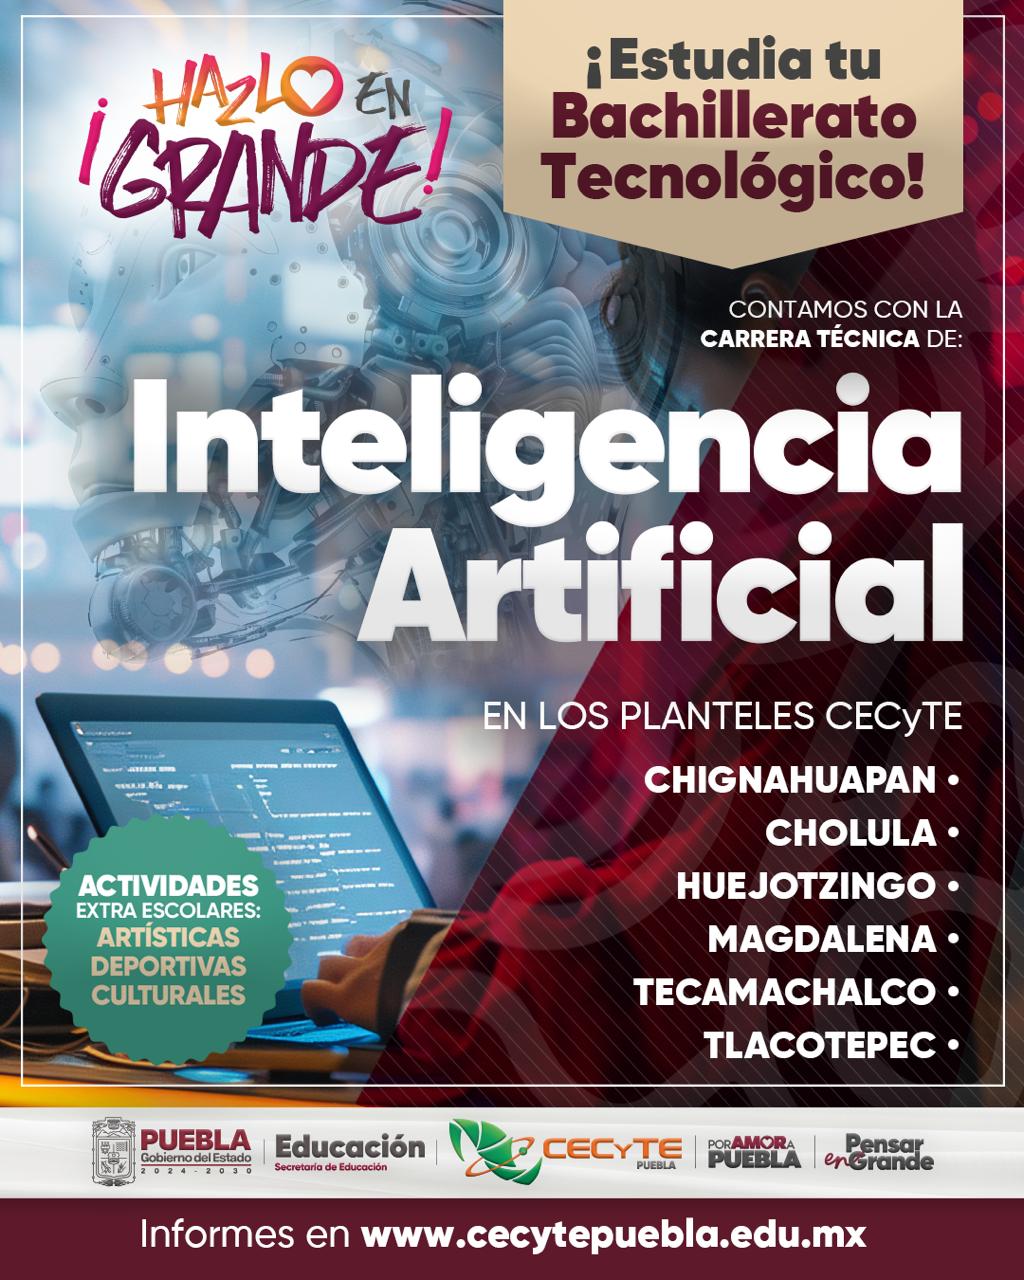 ¡HAZLO EN
GRANDE!
¡Estudia tu
Bachillerato
Tecnológico!
CONTAMOS CON LA
CARRERA TÉCNICA DE:
Inteligencia
Artificial
EN LOS PLANTELES CECyTE
CHIGNAHUAPAN •
CHOLULA •
HUEJOTZINGO •
MAGDALENA •
TECAMACHALCO •
TLACOTEPEC •
ACTIVIDADES
EXTRA ESCOLARES:
ARTÍSTICAS
DEPORTIVAS
CULTURALES
PUEBLA
Gobierno del Estado
2024 - 2030
Educación
Secretaría de Educación
CECyTE
PUEBLA
POR AMOR A
PUEBLA
Pensar
en Grande
Informes en www.cecytepuebla.edu.mx